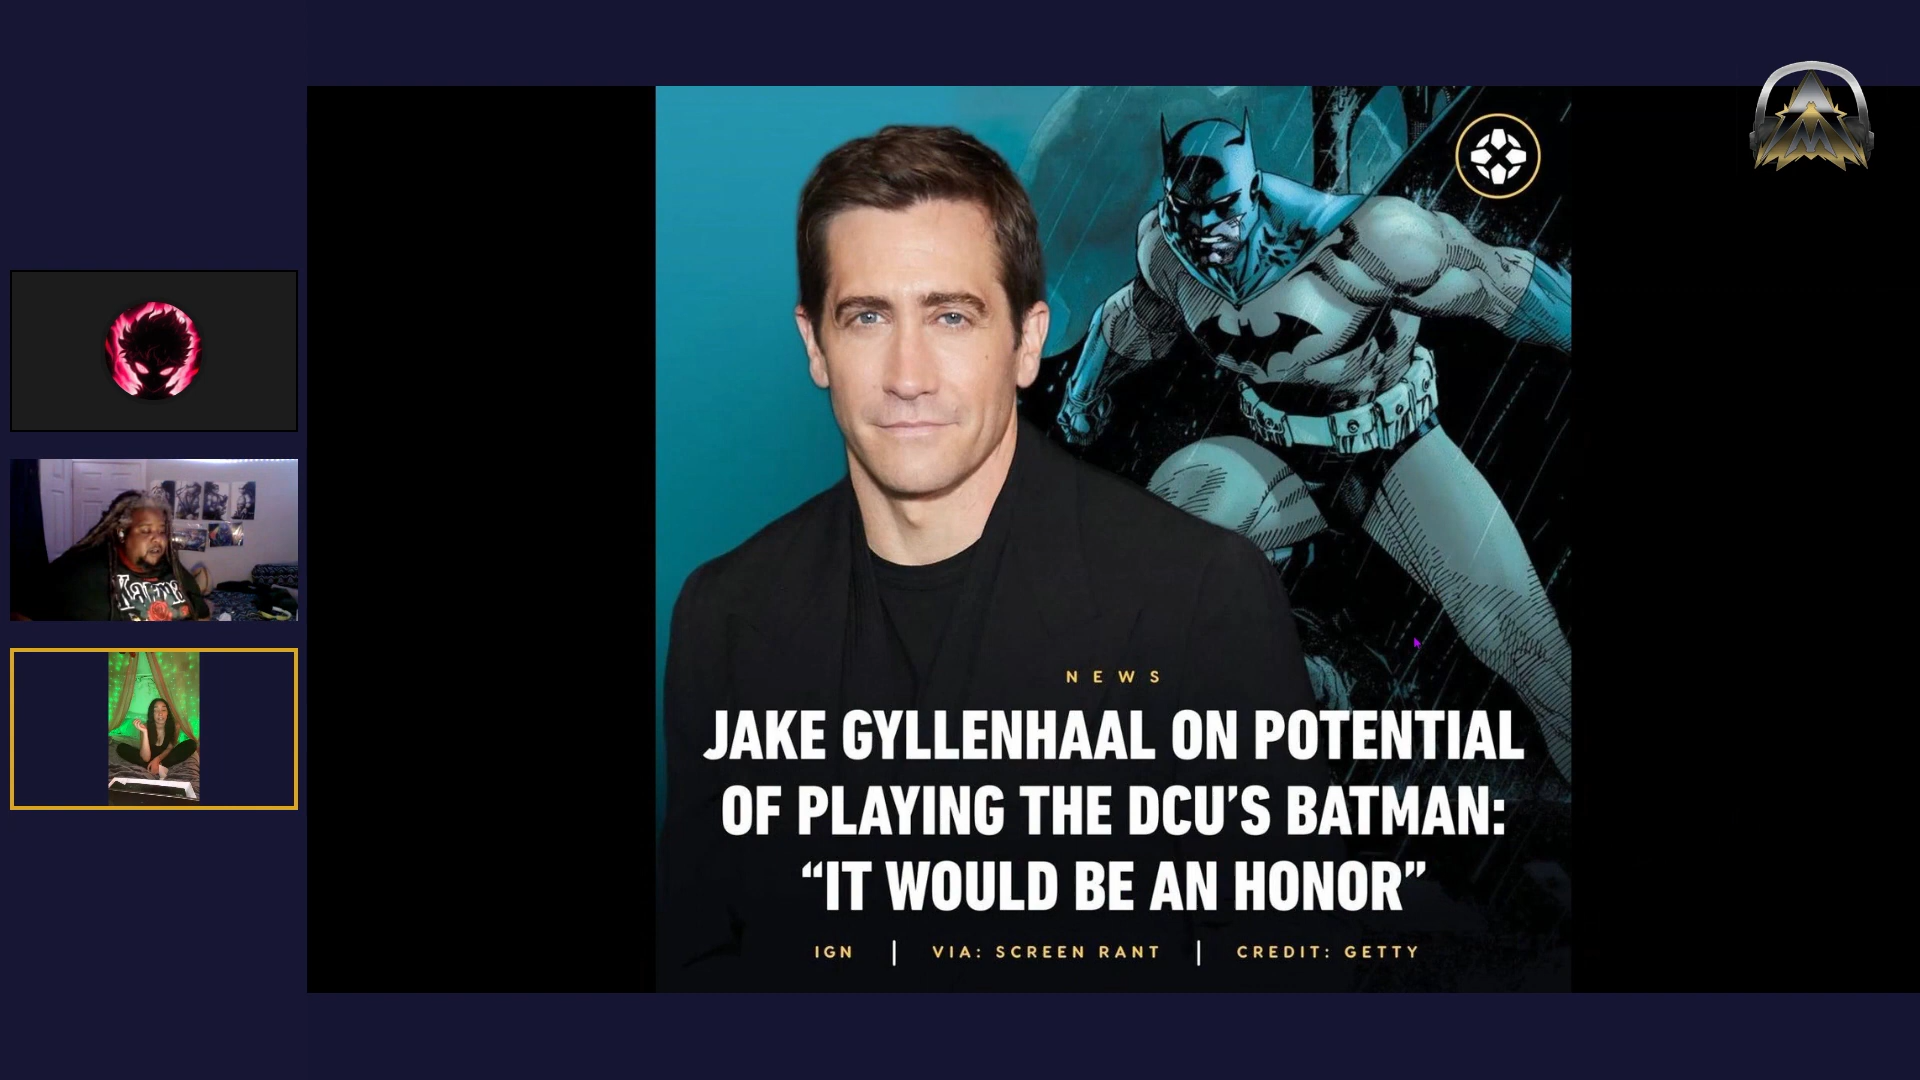 NEWS
JAKE GYLLENHAAL ON POTENTIAL
OF PLAYING THE DCU’S BATMAN:
“IT WOULD BE AN HONOR”
IGN | VIA: SCREEN RANT | CREDIT: GETTY